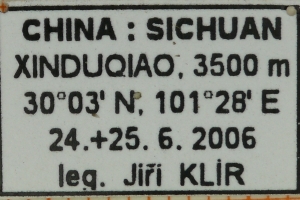 CHINA : SICHUAN
XINDUQIAO, 3500 m
30°03' N, 101°28' E
24.+25. 6. 2006
leg. Jiří KLÍR